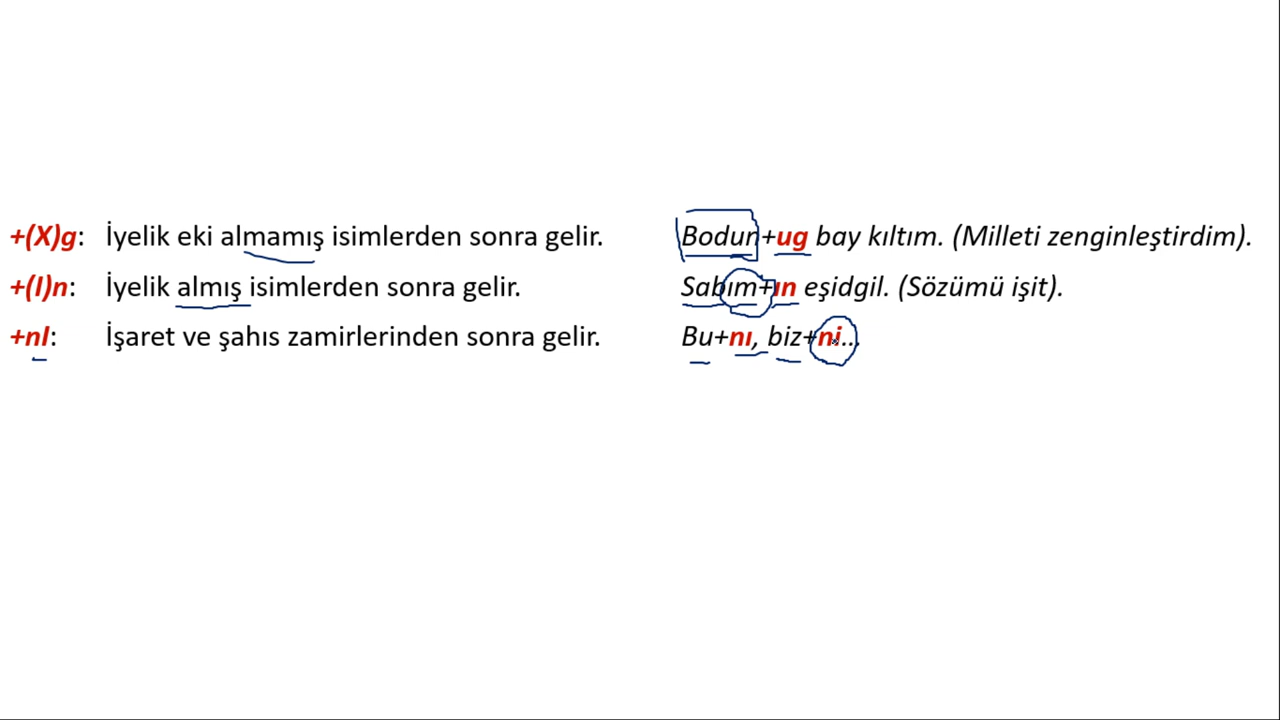 +(X)g: İyelik eki almamış isimlerden sonra gelir. Bodun+ug bay kıltım. (Milleti zenginleştirdim).
+(I)n: İyelik almış isimlerden sonra gelir. Sabım+ın eşidgil. (Sözümü işit).
+nI: İşaret ve şahıs zamirlerinden sonra gelir. Bu+nı, biz+ni...